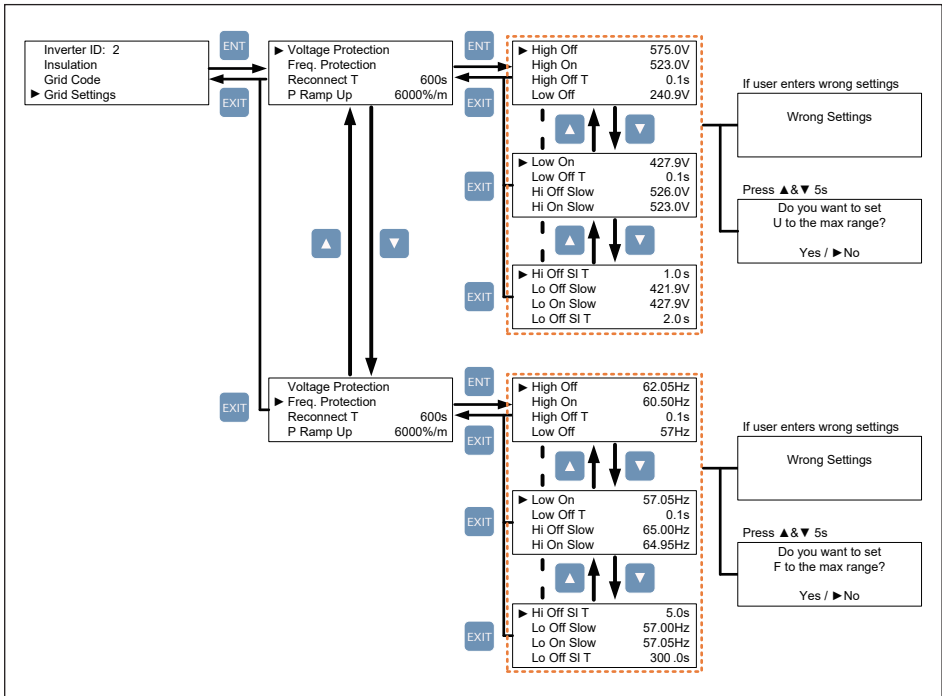 Inverter ID: 2
Insulation
Grid Code
► Grid Settings
ENT
EXIT
► Voltage Protection
Freq. Protection
Reconnect T 600s
P Ramp Up 6000%/m
ENT
EXIT
► High Off 575.0V
High On 523.0V
High Off T 0.1s
Low Off 240.9V
▲
▼
EXIT
► Low On 427.9V
Low Off T 0.1s
Hi Off Slow 526.0V
Hi On Slow 523.0V
▲
▼
EXIT
► Hi Off Sl T 1.0 s
Lo Off Slow 421.9V
Lo On Slow 427.9V
Lo Off Sl T 2.0 s
If user enters wrong settings
Wrong Settings
Press ▲&▼ 5s
Do you want to set
U to the max range?
Yes / ►No
▲
▼
EXIT
Voltage Protection
► Freq. Protection
Reconnect T 600s
P Ramp Up 6000%/m
ENT
EXIT
► High Off 62.05Hz
High On 60.50Hz
High Off T 0.1s
Low Off 57Hz
▲
▼
EXIT
► Low On 57.05Hz
Low Off T 0.1s
Hi Off Slow 65.00Hz
Hi On Slow 64.95Hz
▲
▼
EXIT
► Hi Off Sl T 5.0s
Lo Off Slow 57.00Hz
Lo On Slow 57.05Hz
Lo Off Sl T 300 .0s
If user enters wrong settings
Wrong Settings
Press ▲&▼ 5s
Do you want to set
F to the max range?
Yes / ►No